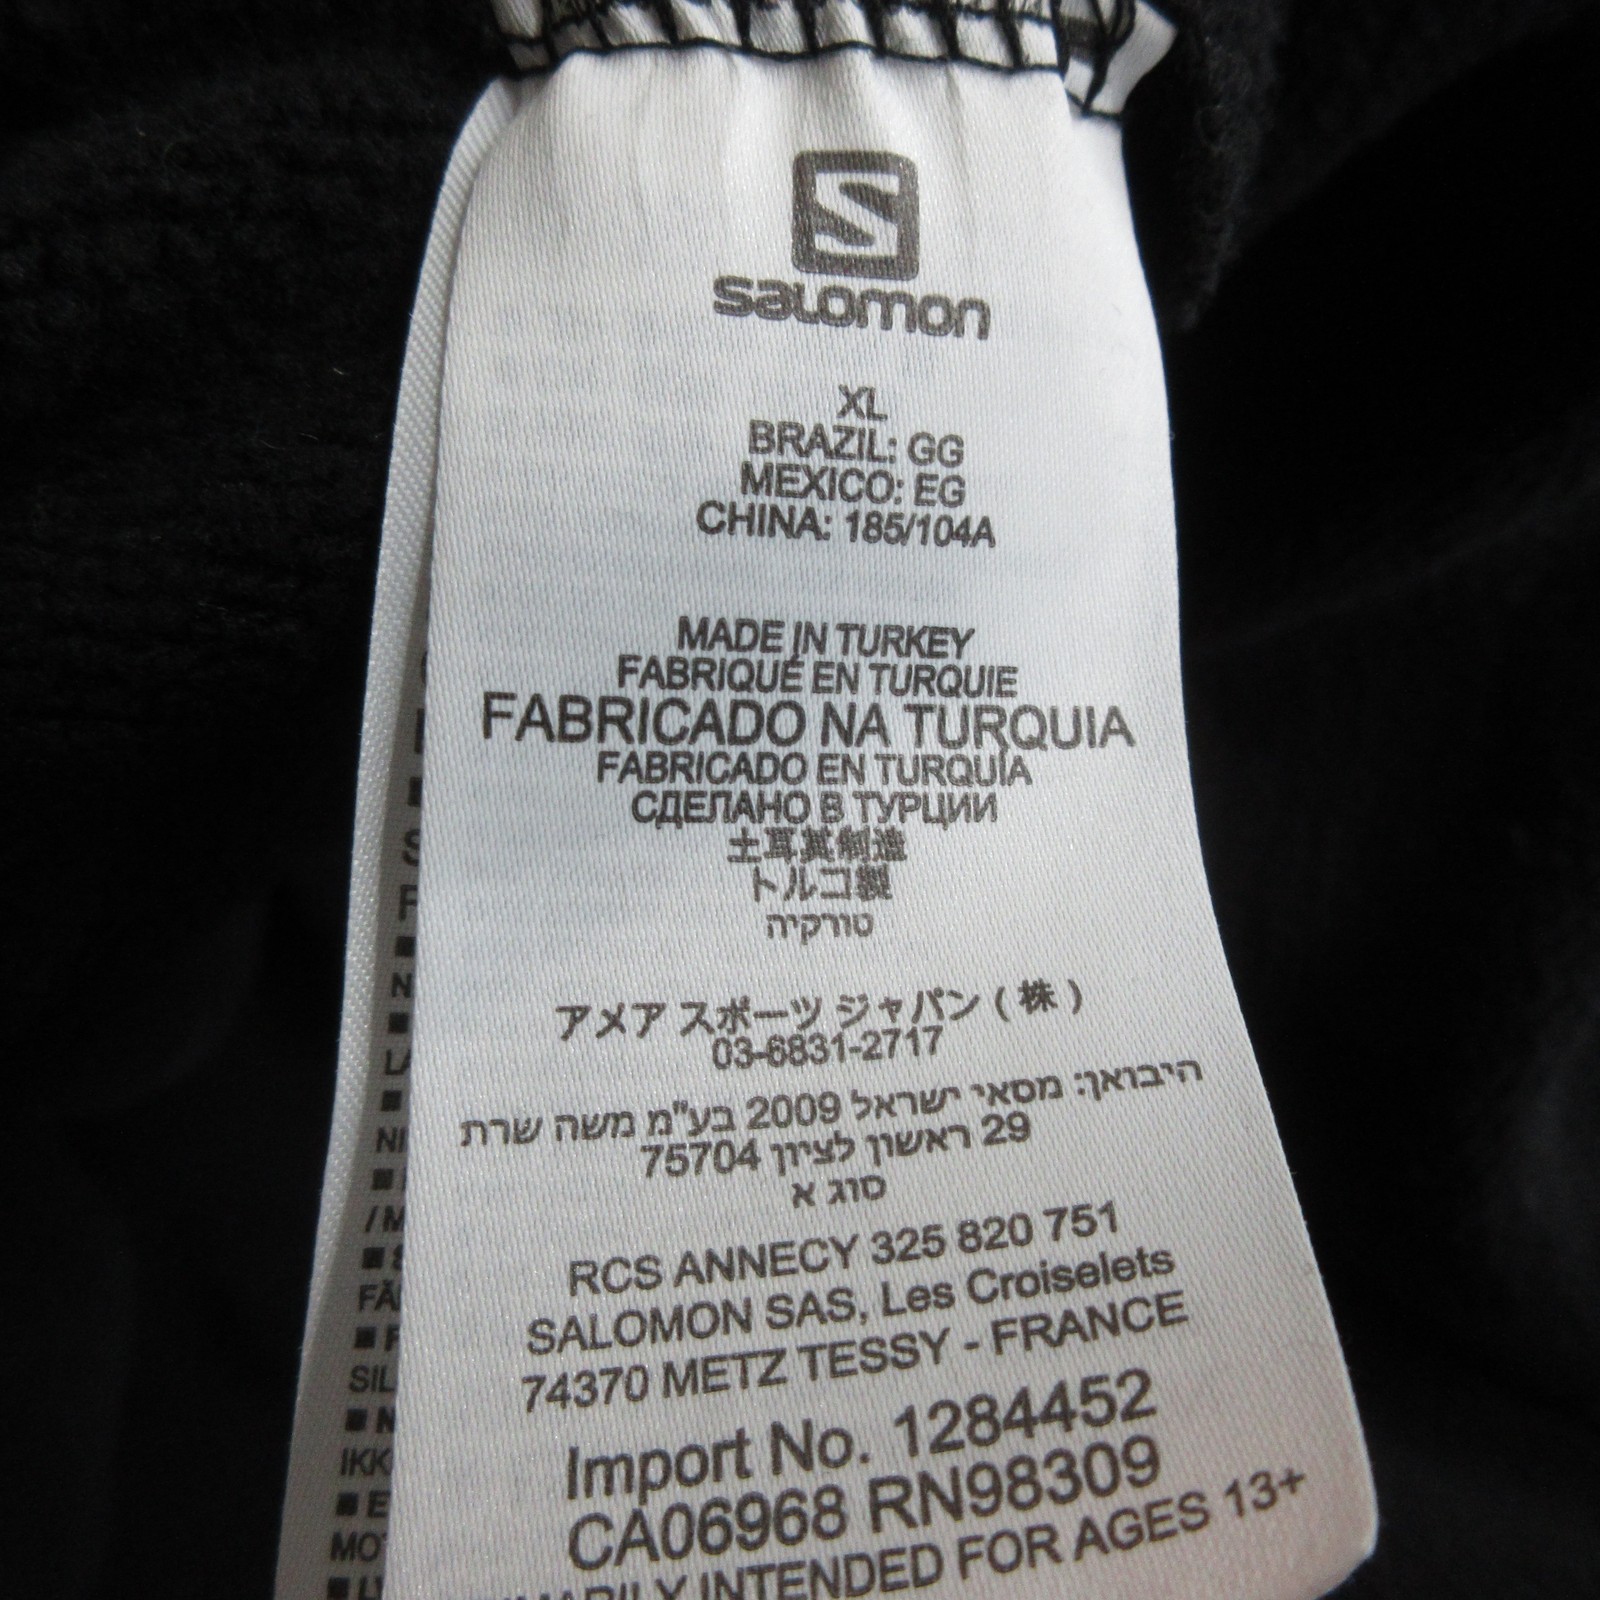 salomon
XL
BRAZIL: GG
MEXICO: EG
CHINA: 185/104A
MADE IN TURKEY
FABRIQUÉ EN TURQUIE
FABRICADO NA TURQUIA
FABRICADO EN TURQUÍA
СДЕЛАНО В ТУРЦИИ
土耳其制造
トルコ製
טורקיה
アメア スポーツ ジャパン ( 株 )
03-6831-2717
היבואן: מסאי ישראל 2009 בע"מ משה שרת
29 ראשון לציון 75704
סוג א
RCS ANNECY 325 820 751
SALOMON SAS, Les Croiselets
74370 METZ TESSY - FRANCE
Import No. 1284452
CA06968 RN98309
INTENDED FOR AGES 13+